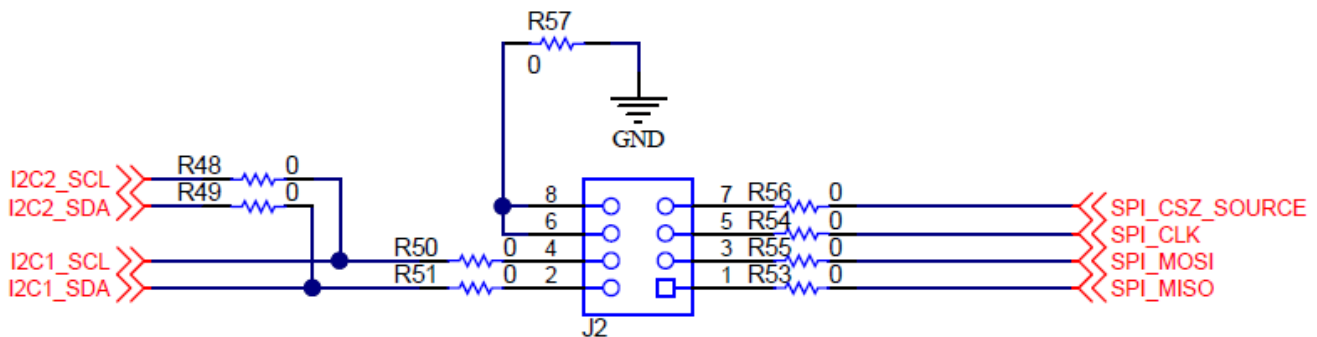 R57
0
GND
I2C2_SCL R48 0
I2C2_SDA R49 0
8 7 R56 0 SPI_CSZ_SOURCE
6 5 R54 0 SPI_CLK
I2C1_SCL R50 0 4 3 R55 0 SPI_MOSI
I2C1_SDA R51 0 2 1 R53 0 SPI_MISO
J2